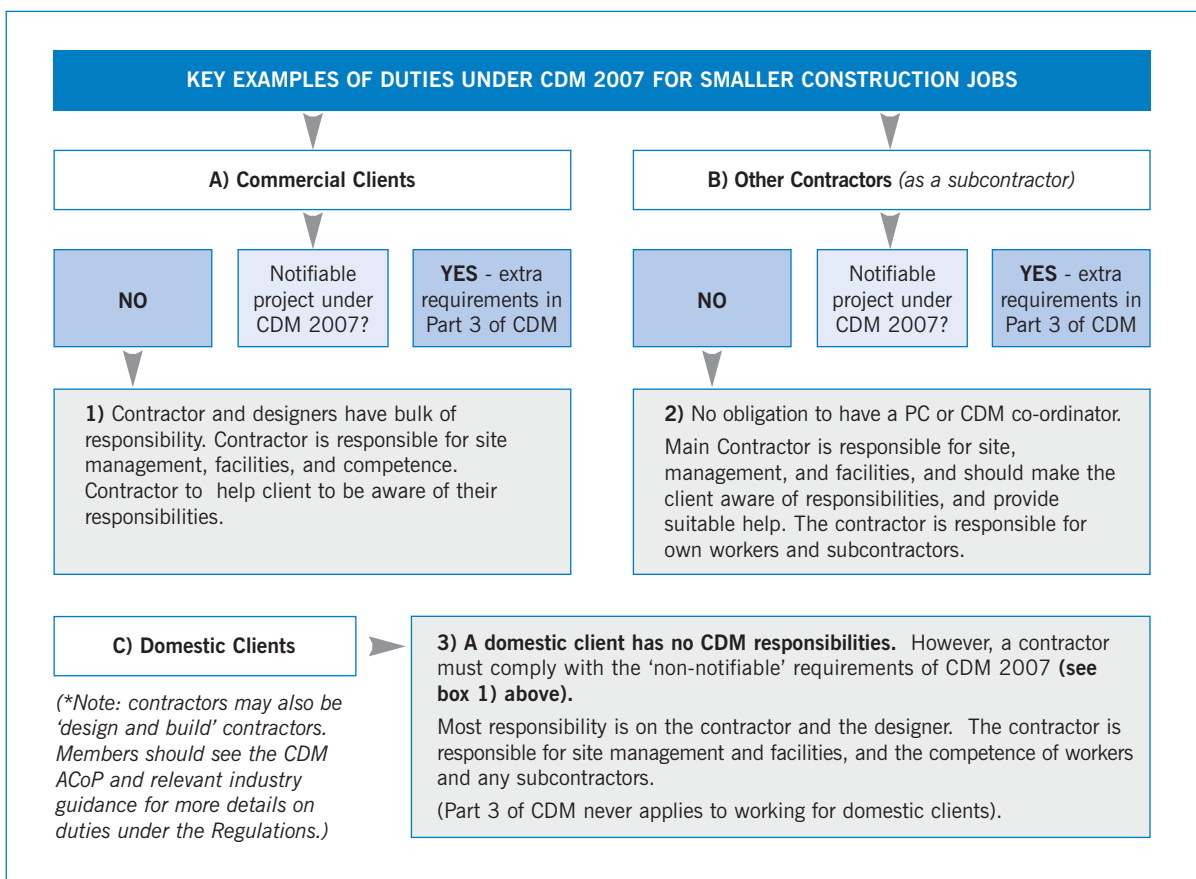 KEY EXAMPLES OF DUTIES UNDER CDM 2007 FOR SMALLER CONSTRUCTION JOBS
A) Commercial Clients
NO
Notifiable
project under
CDM 2007?
YES - extra
requirements in
Part 3 of CDM
1) Contractor and designers have bulk of
responsibility. Contractor is responsible for site
management, facilities, and competence.
Contractor to help client to be aware of their
responsibilities.
B) Other Contractors (as a subcontractor)
NO
Notifiable
project under
CDM 2007?
YES - extra
requirements in
Part 3 of CDM
2) No obligation to have a PC or CDM co-ordinator.
Main Contractor is responsible for site,
management, and facilities, and should make the
client aware of responsibilities, and provide
suitable help. The contractor is responsible for
own workers and subcontractors.
C) Domestic Clients
(*Note: contractors may also be
‘design and build’ contractors.
Members should see the CDM
ACoP and relevant industry
guidance for more details on
duties under the Regulations.)
3) A domestic client has no CDM responsibilities. However, a contractor
must comply with the ‘non-notifiable’ requirements of CDM 2007 (see
box 1) above).
Most responsibility is on the contractor and the designer. The contractor is
responsible for site management and facilities, and the competence of workers
and any subcontractors.
(Part 3 of CDM never applies to working for domestic clients).